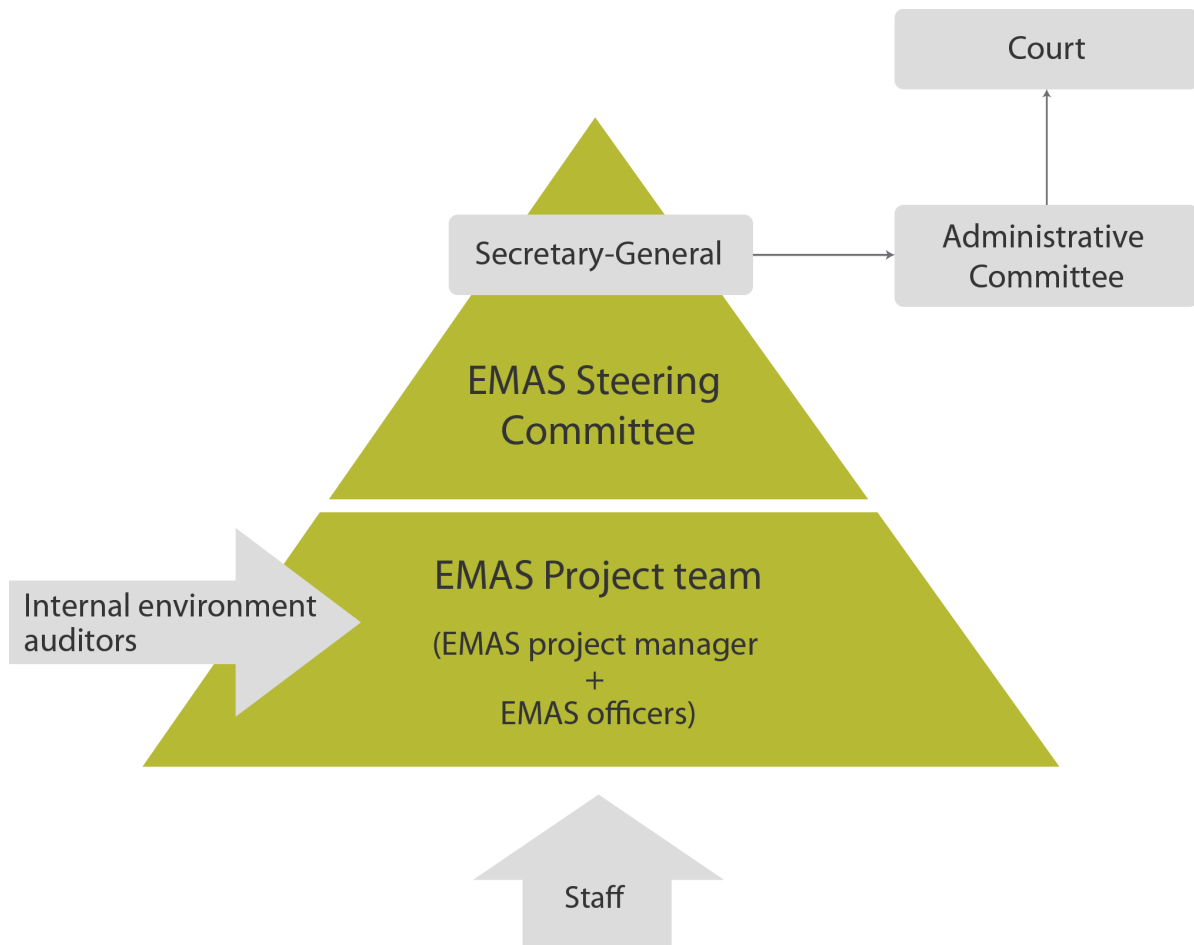 Court
Secretary-General
Administrative
Committee
EMAS Steering
Committee
EMAS Project team
(EMAS project manager
+
EMAS officers)
Internal environment
auditors
Staff